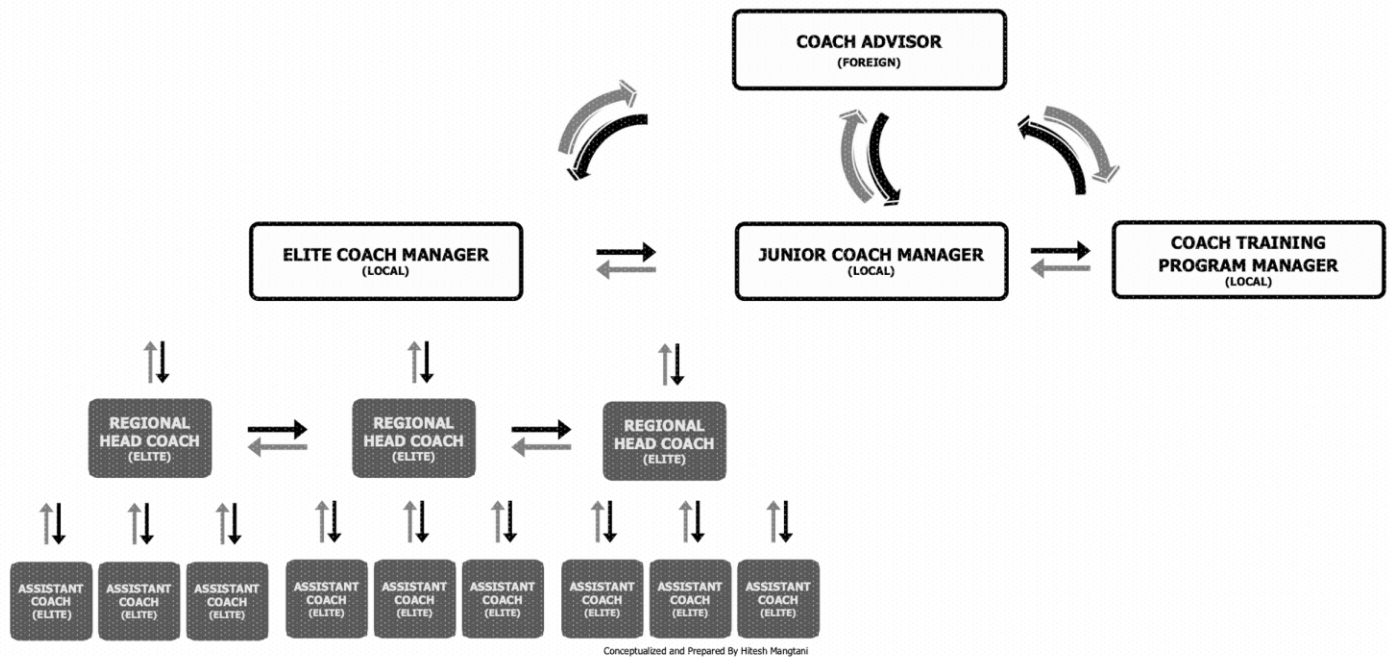 COACH ADVISOR
(FOREIGN)
ELITE COACH MANAGER
(LOCAL)
JUNIOR COACH MANAGER
(LOCAL)
COACH TRAINING
PROGRAM MANAGER
(LOCAL)
REGIONAL
HEAD COACH
(ELITE)
REGIONAL
HEAD COACH
(ELITE)
REGIONAL
HEAD COACH
(ELITE)
ASSISTANT
COACH
(ELITE)
ASSISTANT
COACH
(ELITE)
ASSISTANT
COACH
(ELITE)
ASSISTANT
COACH
(ELITE)
ASSISTANT
COACH
(ELITE)
ASSISTANT
COACH
(ELITE)
ASSISTANT
COACH
(ELITE)
ASSISTANT
COACH
(ELITE)
ASSISTANT
COACH
(ELITE)
Conceptualized and Prepared By Hitesh Mangtani